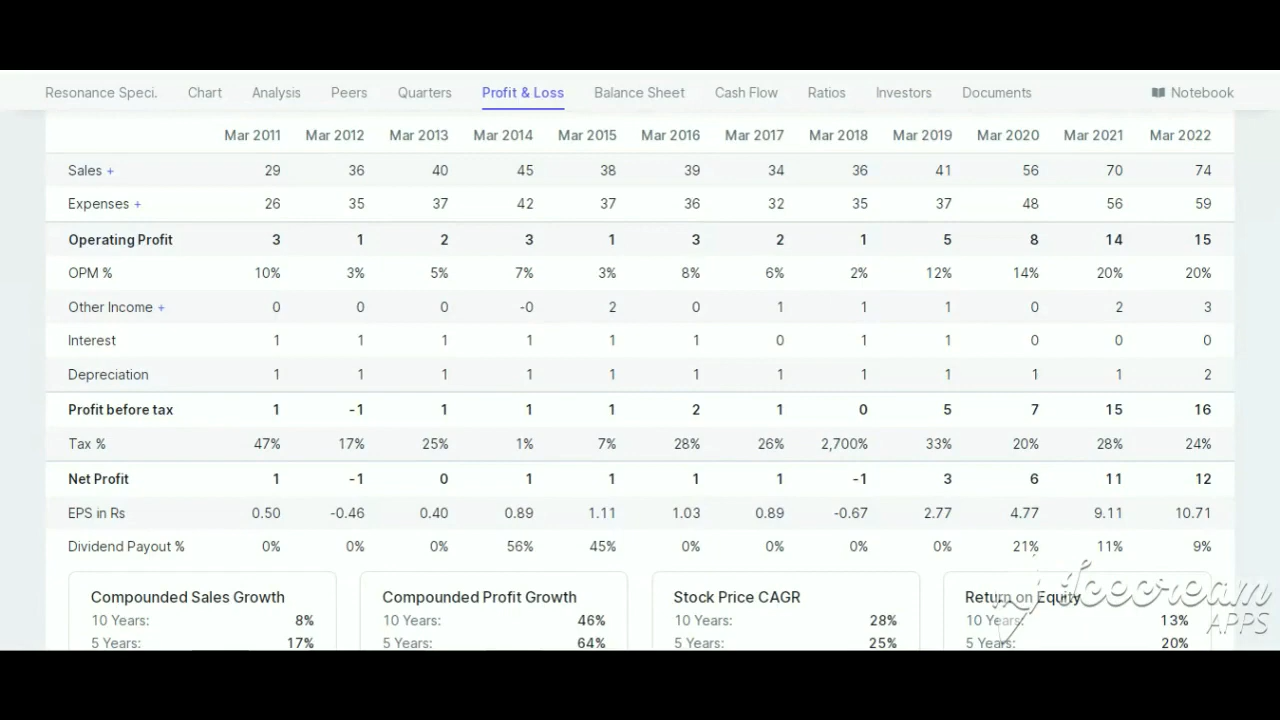 Resonance Speci. Chart Analysis Peers Quarters Profit & Loss Balance Sheet Cash Flow Ratios Investors Documents Notebook
Mar 2011 Mar 2012 Mar 2013 Mar 2014 Mar 2015 Mar 2016 Mar 2017 Mar 2018 Mar 2019 Mar 2020 Mar 2021 Mar 2022
Sales + 29 36 40 45 38 39 34 36 41 56 70 74
Expenses + 26 35 37 42 37 36 32 35 37 48 56 59
Operating Profit 3 1 2 3 1 3 2 1 5 8 14 15
OPM % 10% 3% 5% 7% 3% 8% 6% 2% 12% 14% 20% 20%
Other Income + 0 0 0 -0 2 0 1 1 1 0 2 3
Interest 1 1 1 1 1 1 0 1 1 0 0 0
Depreciation 1 1 1 1 1 1 1 1 1 1 1 2
Profit before tax 1 -1 1 1 1 2 1 0 5 7 15 16
Tax % 47% 17% 25% 1% 7% 28% 26% 2,700% 33% 20% 28% 24%
Net Profit 1 -1 0 1 1 1 1 -1 3 6 11 12
EPS in Rs 0.50 -0.46 0.40 0.89 1.11 1.03 0.89 -0.67 2.77 4.77 9.11 10.71
Dividend Payout % 0% 0% 0% 56% 45% 0% 0% 0% 0% 21% 11% 9%
Compounded Sales Growth Compounded Profit Growth Stock Price CAGR Return on Equity
10 Years: 8% 10 Years: 46% 10 Years: 28% 10 Years: 13%
5 Years: 17% 5 Years: 64% 5 Years: 25% 5 Years: 20%
Icecream
APPS